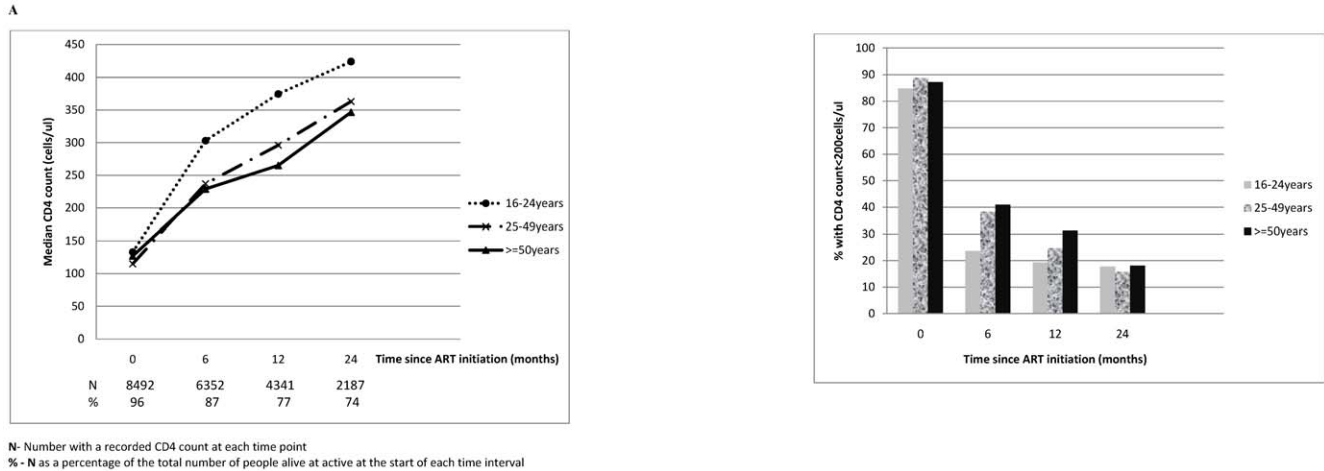 A
450
400
350
300
250
200
150
100
50
0
Median CD4 count (cells/ul)
16-24years
25-49years
>=50years
0 6 12 24 Time since ART initiation (months)
N 8492 6352 4341 2187
% 96 87 77 74
100
90
80
70
60
50
40
30
20
10
0
% with CD4 count<200cells/ul
16-24years
25-49years
>=50years
0 6 12 24
Time since ART initiation (months)
N- Number with a recorded CD4 count at each time point
% - N as a percentage of the total number of people alive at active at the start of each time interval